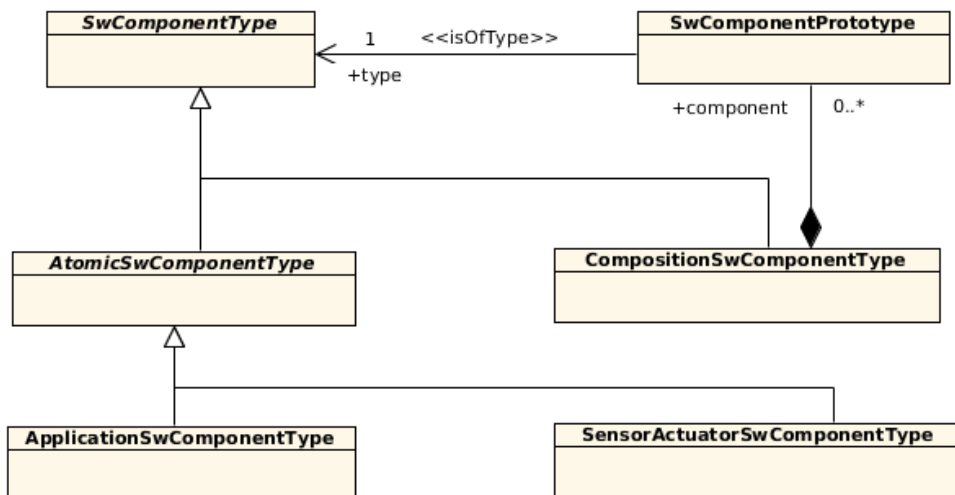 SwComponentType
SwComponentPrototype
1
<<isOfType>>
+type
+component
0..*
AtomicSwComponentType
CompositionSwComponentType
ApplicationSwComponentType
SensorActuatorSwComponentType